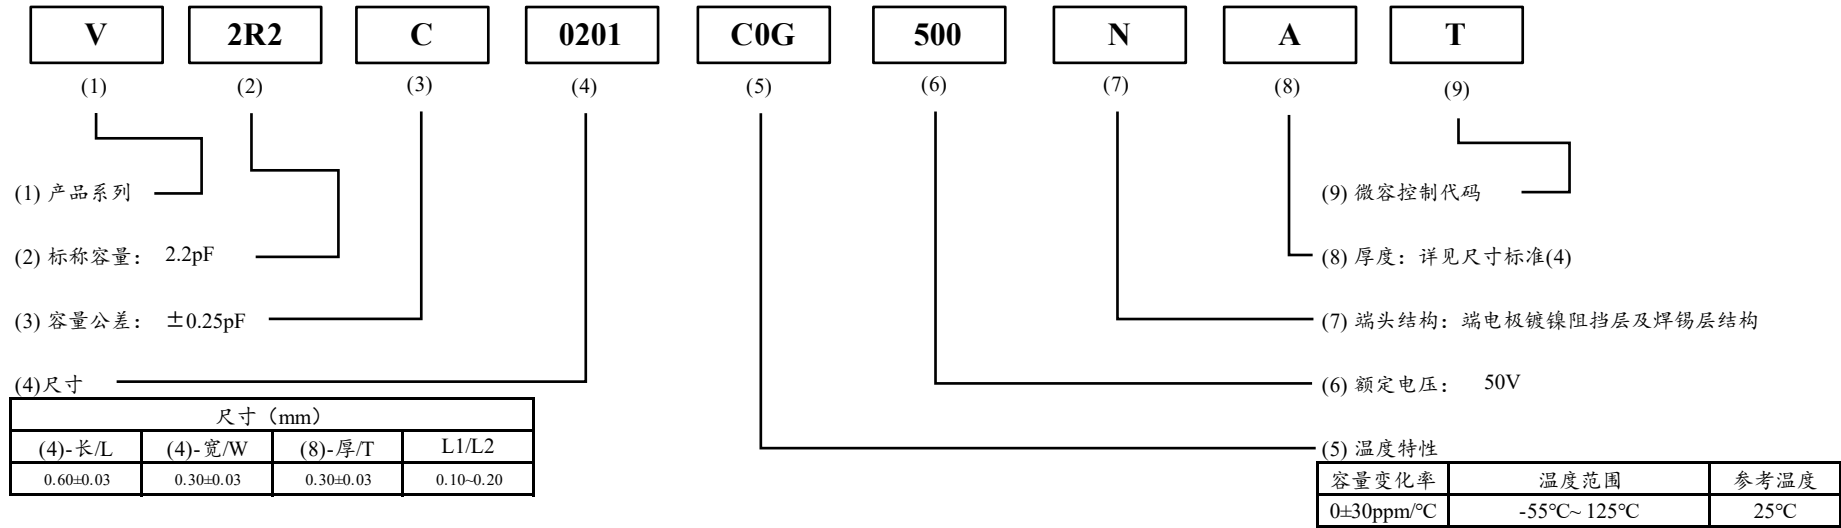 V 2R2 C 0201 C0G 500 N A T
(1) (2) (3) (4) (5) (6) (7) (8) (9)
(1) 产品系列
(9) 微容控制代码
(2) 标称容量： 2.2pF
(8) 厚度：详见尺寸标准(4)
(3) 容量公差： ±0.25pF
(7) 端头结构：端电极镀镍阻挡层及焊锡层结构
(4)尺寸
(6) 额定电压： 50V
尺寸（mm）
(4)-长/L (4)-宽/W (8)-厚/T L1/L2
0.60±0.03 0.30±0.03 0.30±0.03 0.10~0.20
(5) 温度特性
容量变化率 温度范围 参考温度
0±30ppm/℃ -55℃~ 125℃ 25℃